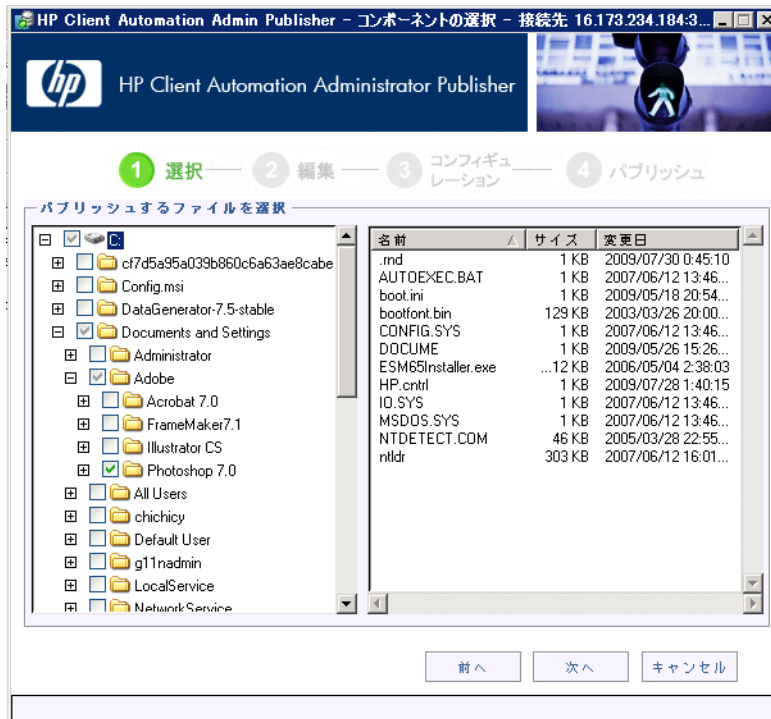 HP Client Automation Admin Publisher - コンポーネントの選択 - 接続先 16.173.234.184:3...
hp HP Client Automation Administrator Publisher
1 選択 2 編集 3 コンフィギュレーション 4 パブリッシュ
パブリッシュするファイルを選択
C:
cf7d5a95a039b860c6a63ae8cabe
Config.msi
DataGenerator-7.5-stable
Documents and Settings
Administrator
Adobe
Acrobat 7.0
FrameMaker7.1
Illustrator CS
Photoshop 7.0
All Users
chichicy
Default User
g11nadmin
LocalService
NetworkService
名前 サイズ 変更日
.rnd 1 KB 2009/07/30 0:45:10
AUTOEXEC.BAT 1 KB 2007/06/12 13:46...
boot.ini 1 KB 2009/05/18 20:54...
bootfont.bin 129 KB 2003/03/26 20:00...
CONFIG.SYS 1 KB 2007/06/12 13:46...
DOCUME 1 KB 2009/05/26 15:26...
ESM65Installer.exe ...12 KB 2006/05/04 2:38:03
HP.cntrl 1 KB 2009/07/28 1:40:15
IO.SYS 1 KB 2007/06/12 13:46...
MSDOS.SYS 1 KB 2007/06/12 13:46...
NTDETECT.COM 46 KB 2005/03/28 22:55...
ntldr 303 KB 2007/06/12 16:01...
前へ 次へ キャンセル